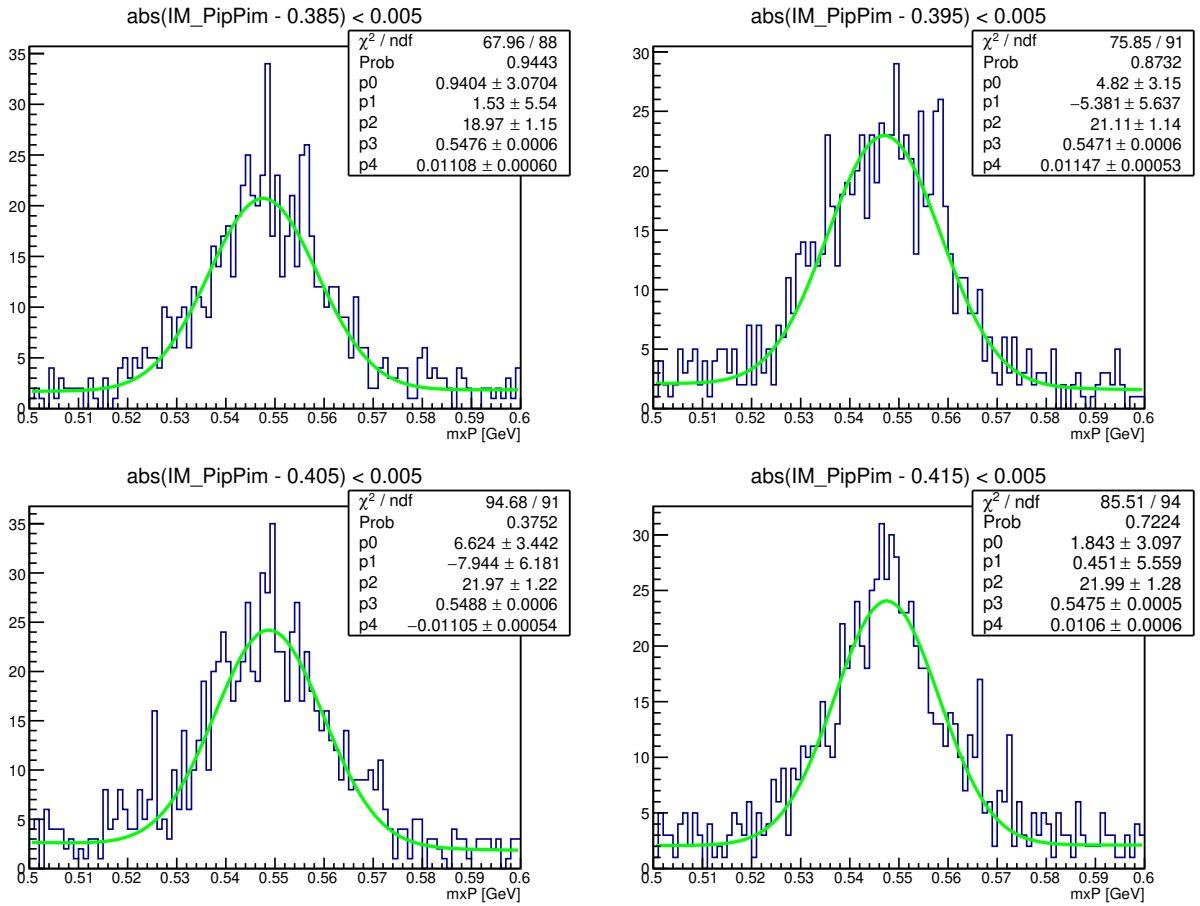 abs(IM_PipPim - 0.385) < 0.005
χ² / ndf 67.96 / 88
Prob 0.9443
p0 0.9404 ± 3.0704
p1 1.53 ± 5.54
p2 18.97 ± 1.15
p3 0.5476 ± 0.0006
p4 0.01108 ± 0.00060
35
30
25
20
15
10
5
0
0.5 0.51 0.52 0.53 0.54 0.55 0.56 0.57 0.58 0.59 0.6
mxP [GeV]
abs(IM_PipPim - 0.395) < 0.005
χ² / ndf 75.85 / 91
Prob 0.8732
p0 4.82 ± 3.15
p1 −5.381 ± 5.637
p2 21.11 ± 1.14
p3 0.5471 ± 0.0006
p4 0.01147 ± 0.00053
30
25
20
15
10
5
0
0.5 0.51 0.52 0.53 0.54 0.55 0.56 0.57 0.58 0.59 0.6
mxP [GeV]
abs(IM_PipPim - 0.405) < 0.005
χ² / ndf 94.68 / 91
Prob 0.3752
p0 6.624 ± 3.442
p1 −7.944 ± 6.181
p2 21.97 ± 1.22
p3 0.5488 ± 0.0006
p4 −0.01105 ± 0.00054
35
30
25
20
15
10
5
0
0.5 0.51 0.52 0.53 0.54 0.55 0.56 0.57 0.58 0.59 0.6
mxP [GeV]
abs(IM_PipPim - 0.415) < 0.005
χ² / ndf 85.51 / 94
Prob 0.7224
p0 1.843 ± 3.097
p1 0.451 ± 5.559
p2 21.99 ± 1.28
p3 0.5475 ± 0.0005
p4 0.0106 ± 0.0006
30
25
20
15
10
5
0
0.5 0.51 0.52 0.53 0.54 0.55 0.56 0.57 0.58 0.59 0.6
mxP [GeV]